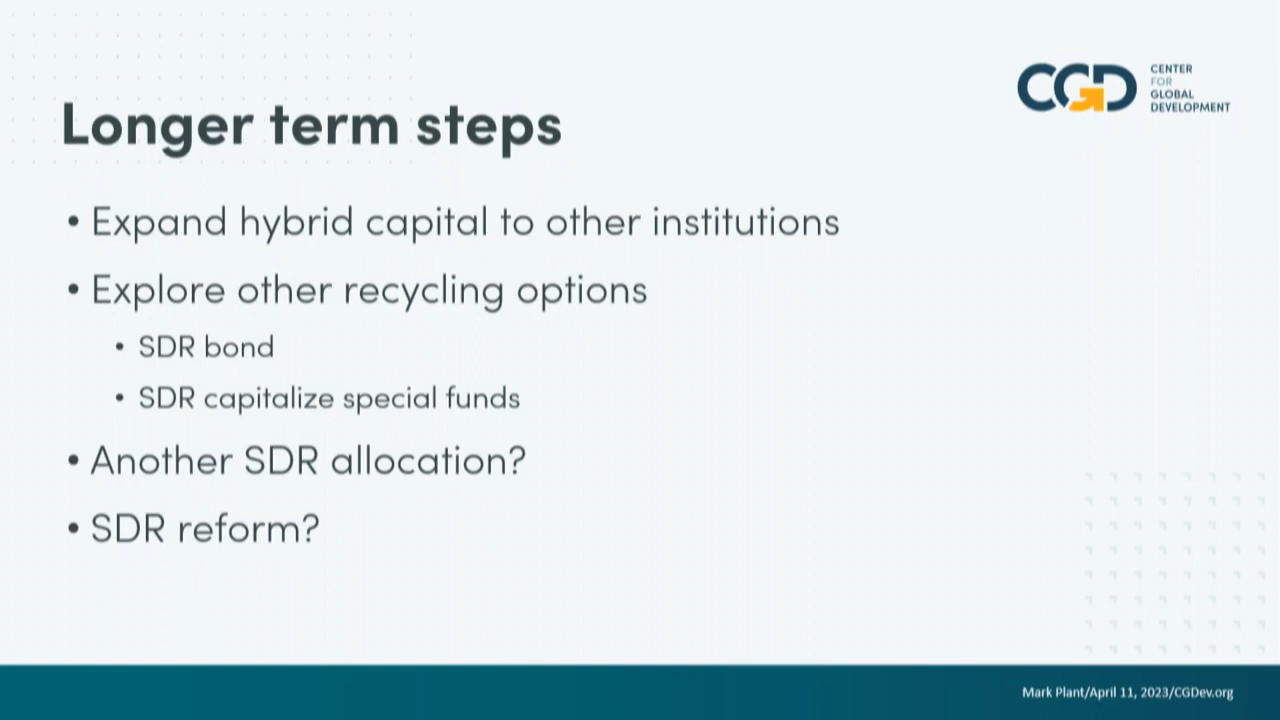 CGD
CENTER
FOR
GLOBAL
DEVELOPMENT
Longer term steps
• Expand hybrid capital to other institutions
• Explore other recycling options
• SDR bond
• SDR capitalize special funds
• Another SDR allocation?
• SDR reform?
Mark Plant/April 11, 2023/CGDev.org